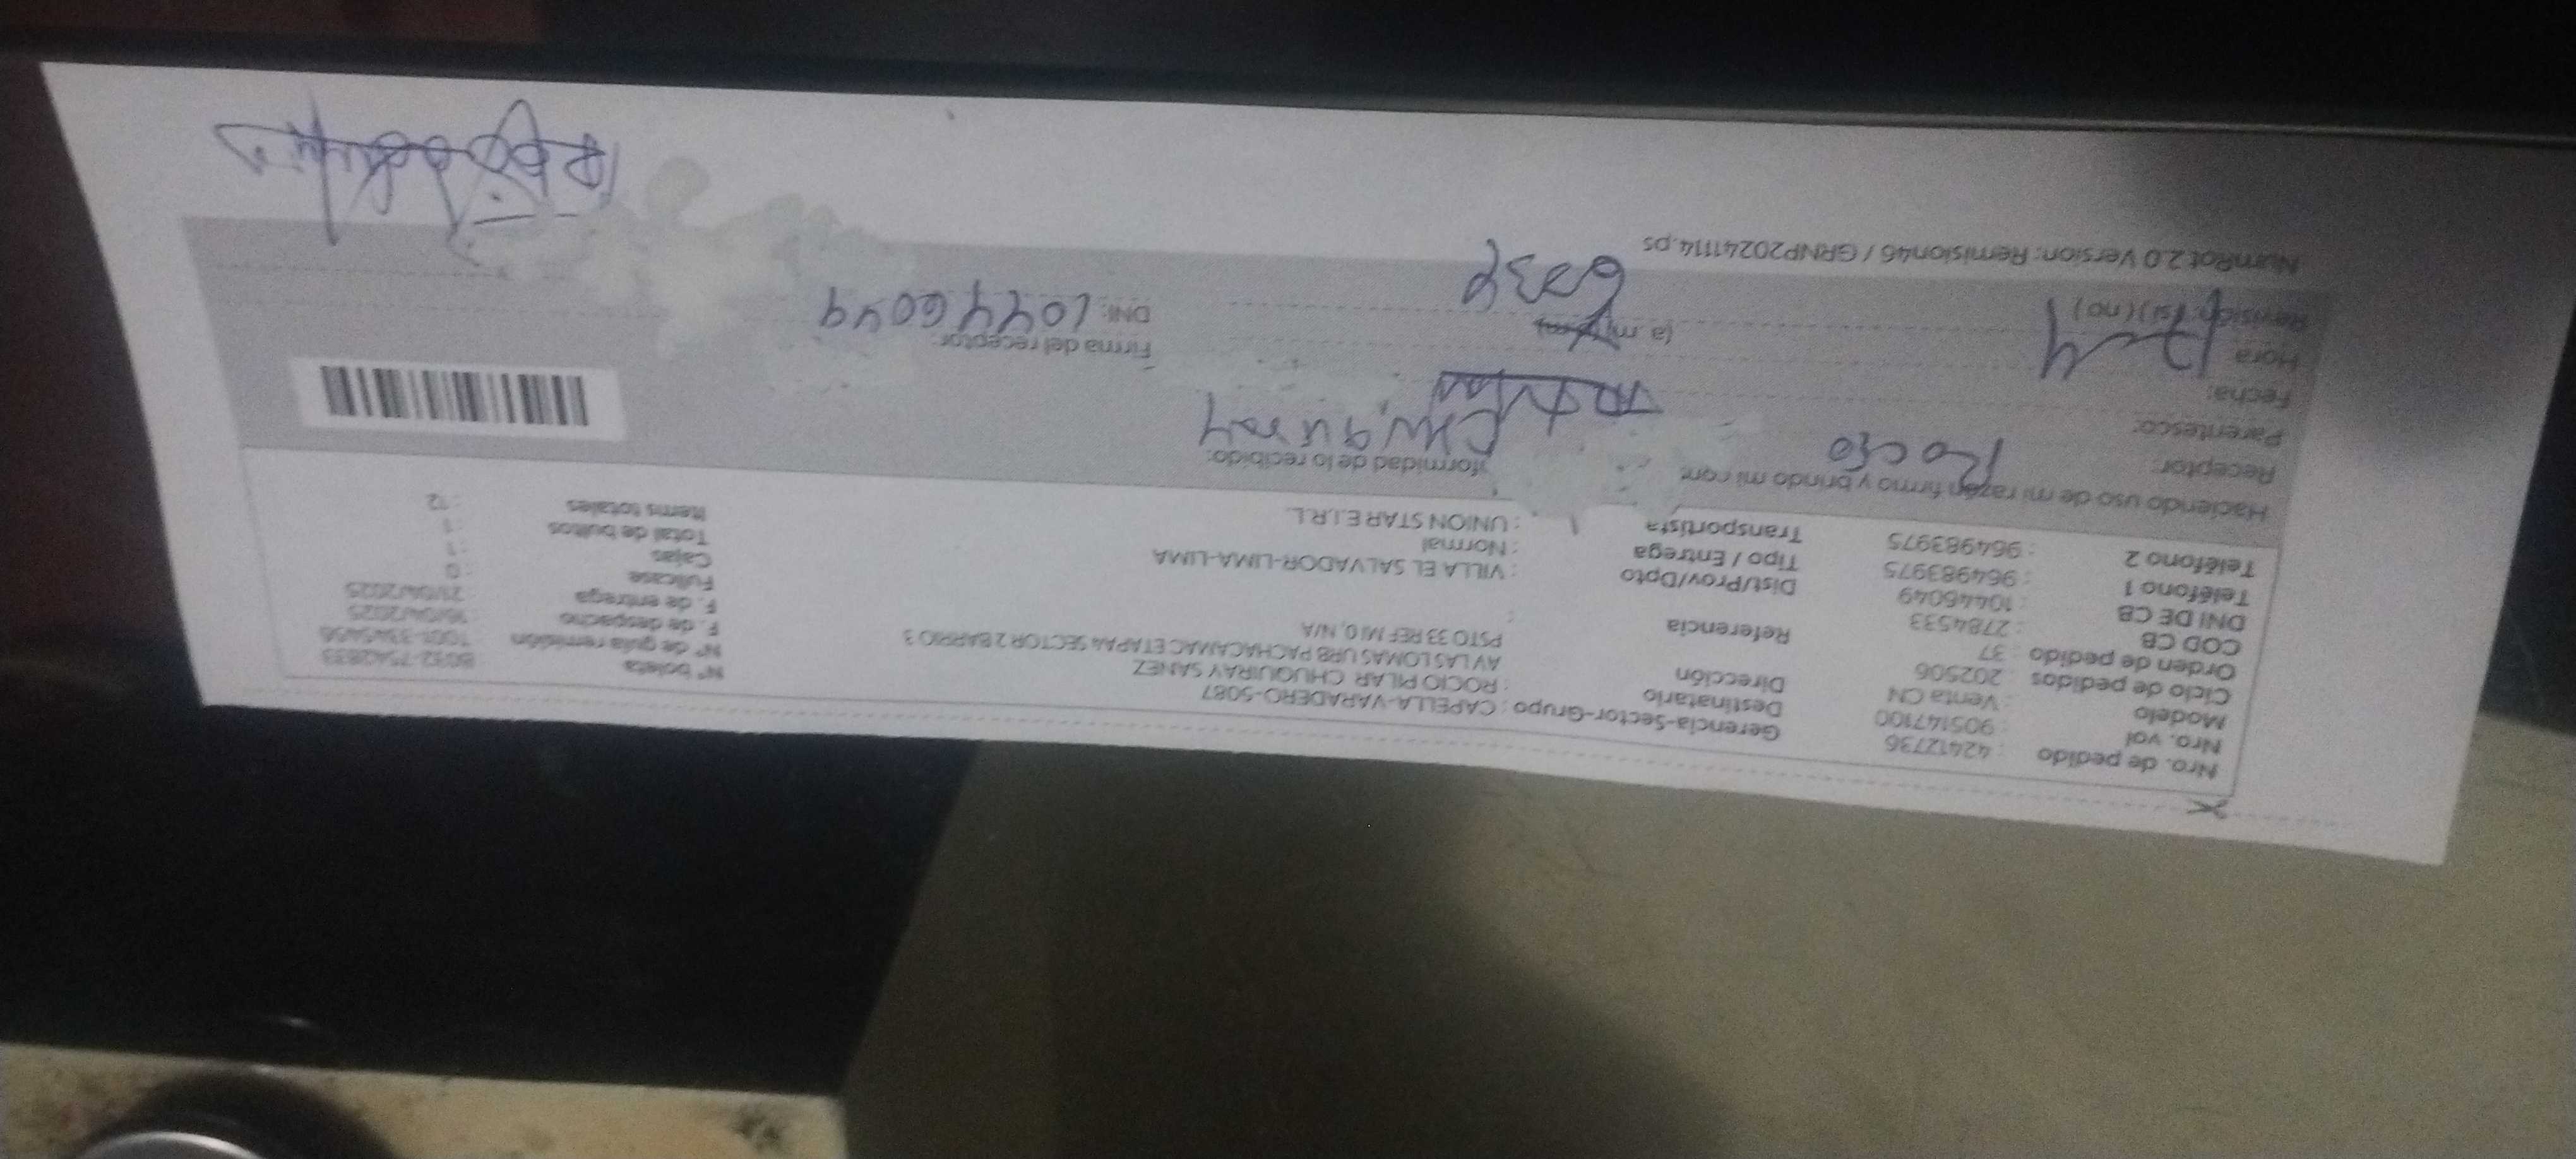 Nro. de pedido : 42412736 Gerencia-Sector-Grupo : CAPELLA-VARADERO-5087 N° boleta
Nro. vol : 905147100 Destinatario : ROCIO PILAR CHUQUIRAY SANEZ N° de guía remisión
Modelo : Venta CN Dirección AV LAS LOMAS URB PACHACAMAC ETAPA4 SECTOR 2 BARRIO 3 F. de despacho : 16/04/2025
Ciclo de pedidos : 202506 PSTO 33 REF M10, N/A F. de entrega : 21/04/2025
Orden de pedido : 37 Referencia : Fullcase : 0
COD CB : 2784533 Dist/Prov/Dpto : VILLA EL SALVADOR-LIMA-LIMA Cajas : 1
DNI DE CB : 10446049 Tipo / Entrega : Normal Total de bultos : 1
Teléfono 1 : 964983975 Transportista : UNION STAR E.I.R.L. Items totales : 12
Teléfono 2 : 964983975
Haciendo uso de mi razón firmo y brindo mi conformidad de lo recibido:
Receptor: Rocio Chuquiray
Parentesco:
Fecha:
Hora (a.m/p.m) Firma del receptor:
Revisión: (si) (no) DNI: 10446049
NumRot 2.0 Version: Remision46 / GRNP20241114.ps